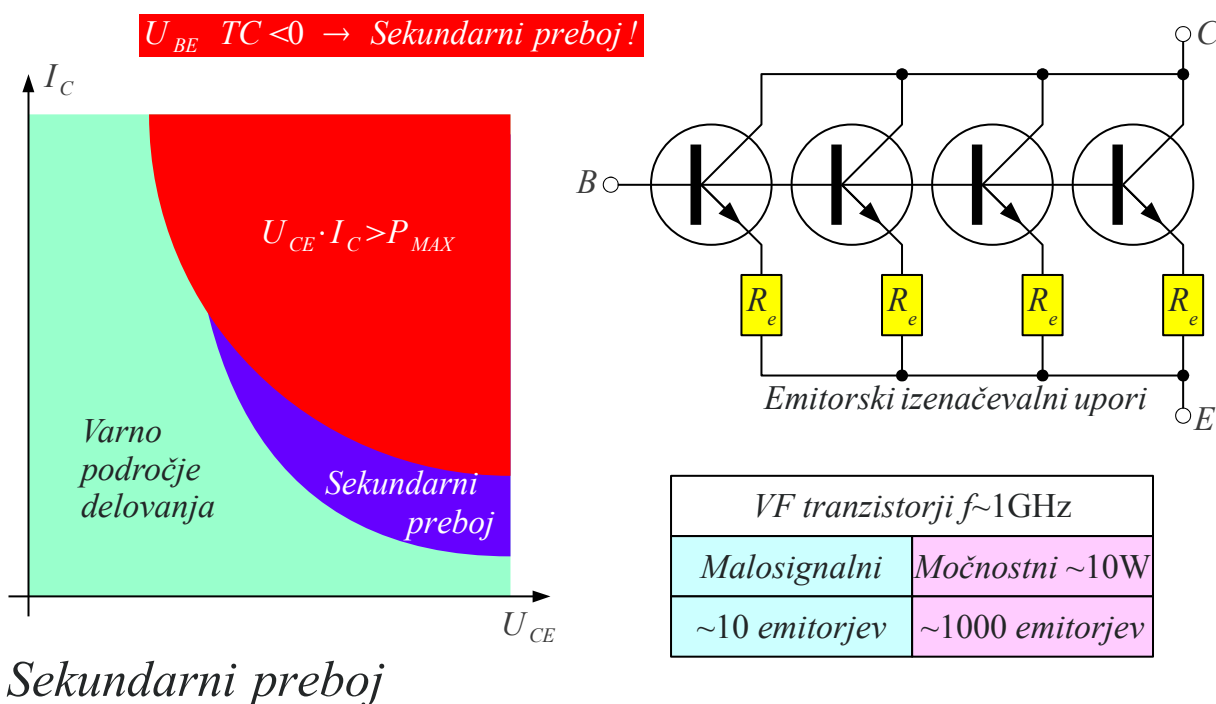 U_BE TC <0 → Sekundarni preboj !
I_C
U_CE · I_C > P_MAX
Varno
področje
delovanja
Sekundarni
preboj
U_CE
C
B
R_e
R_e
R_e
R_e
Emitorski izenačevalni upori
E
VF tranzistorji f~1GHz
Malosignalni
Močnostni ~10W
~10 emitorjev
~1000 emitorjev
Sekundarni preboj